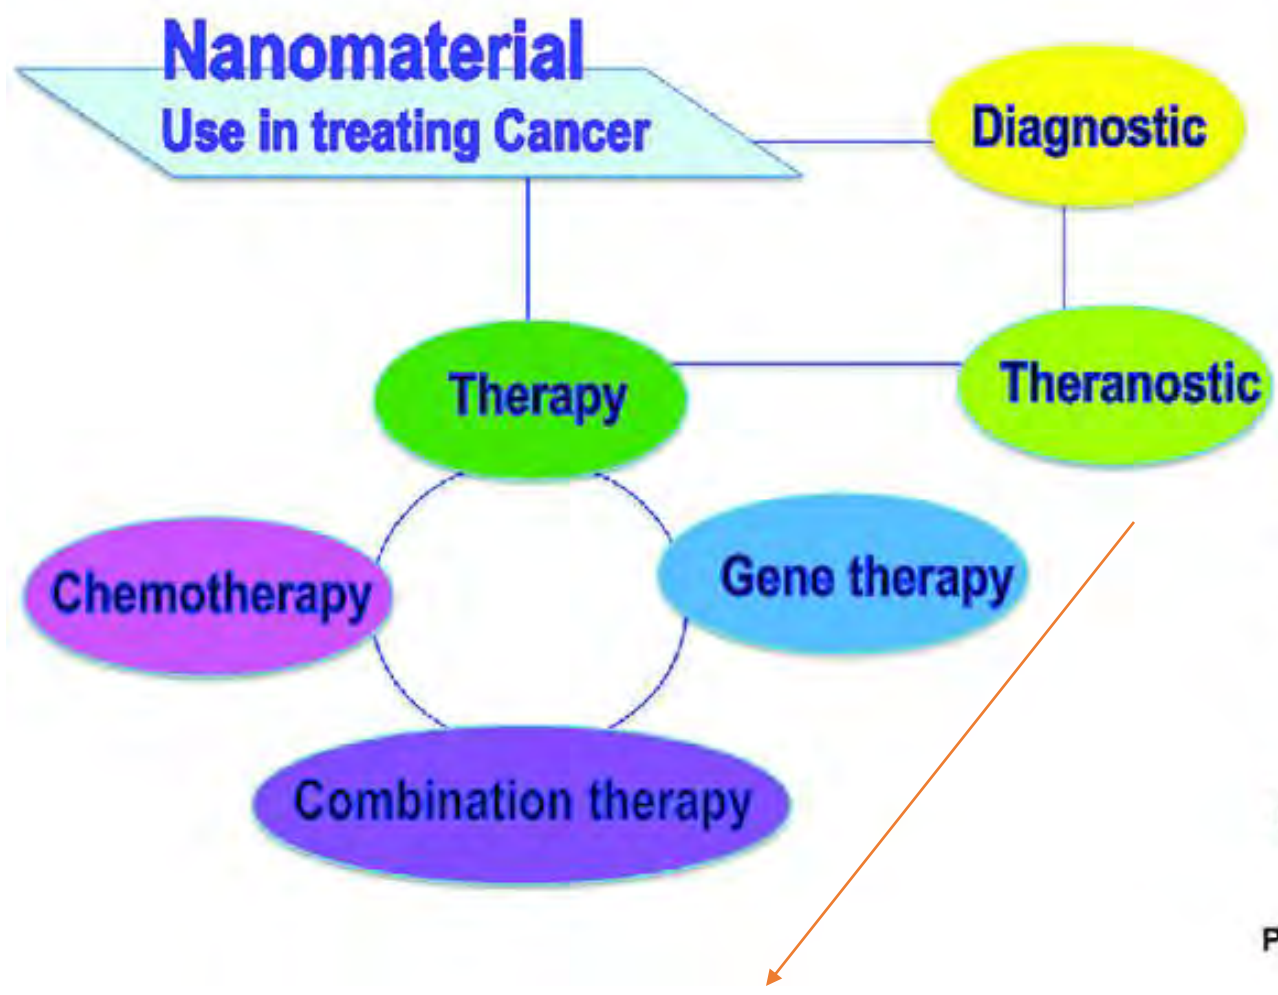 Nanomaterial
Use in treating Cancer
Diagnostic
Therapy
Theranostic
Chemotherapy
Gene therapy
Combination therapy
P